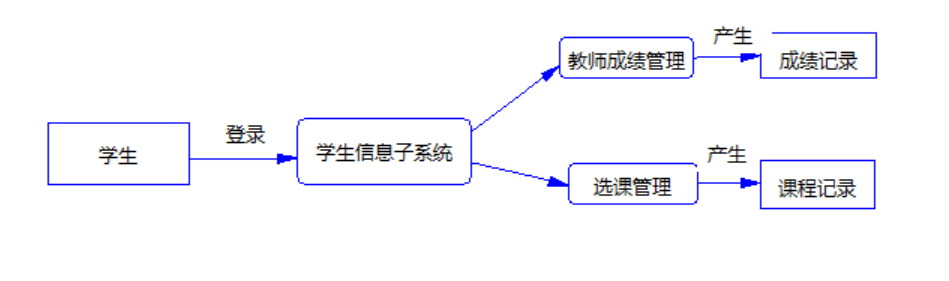 产生
教师成绩管理
成绩记录
登录
学生
学生信息子系统
产生
选课管理
课程记录